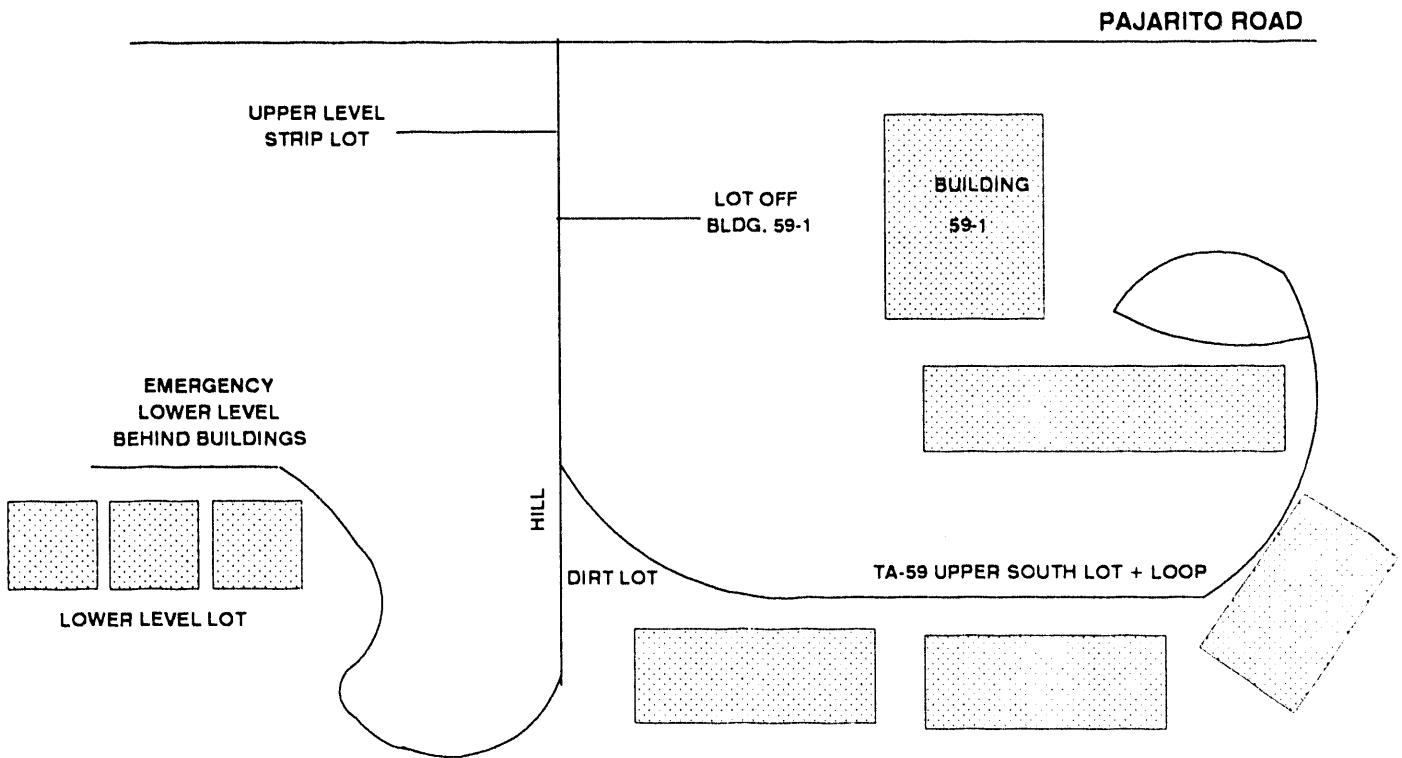 PAJARITO ROAD
UPPER LEVEL
STRIP LOT
BUILDING
59-1
LOT OFF
BLDG. 59-1
EMERGENCY
LOWER LEVEL
BEHIND BUILDINGS
HILL
DIRT LOT
TA-59 UPPER SOUTH LOT + LOOP
LOWER LEVEL LOT